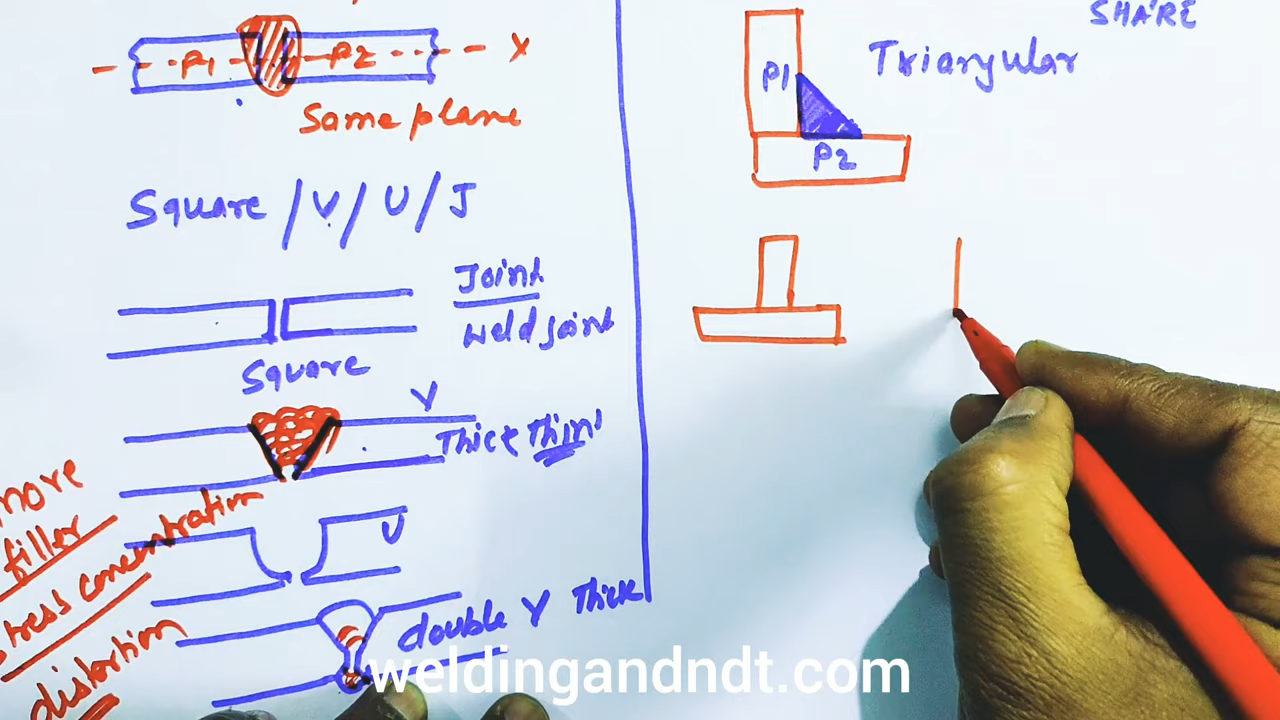 P1 P2 X
Same plane
Square / V / U / J
Joint
Weld joint
Square
V
Thick Thin
more
filler
stress concentration
distortion
U
double V Thick
SHARE
Triangular
P1
P2
weldingandndt.com